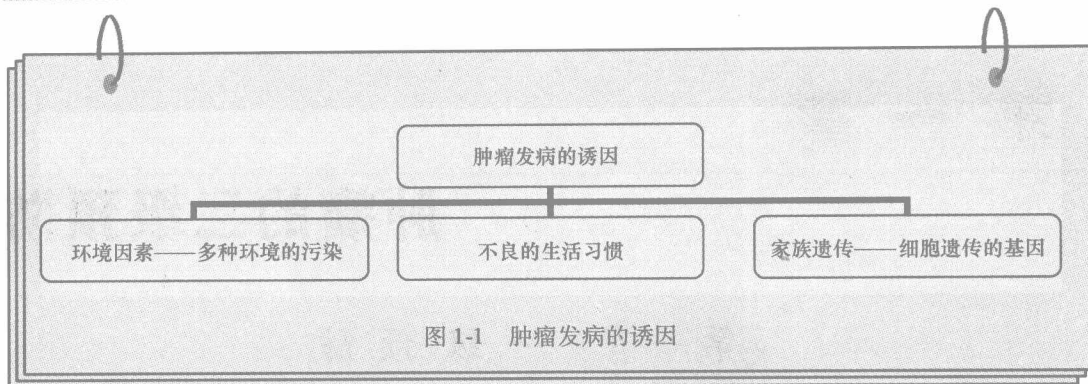 肿瘤发病的诱因
环境因素——多种环境的污染
不良的生活习惯
家族遗传——细胞遗传的基因
图 1-1 肿瘤发病的诱因